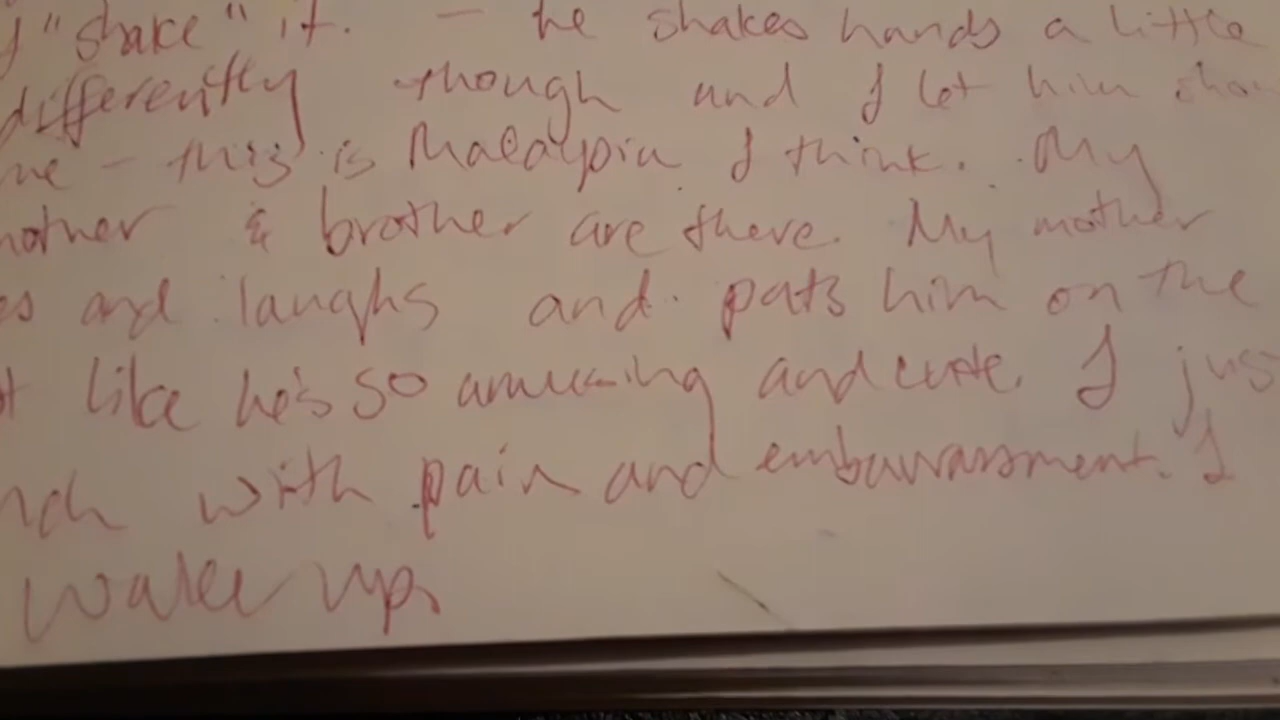 "shake" it. — he shakes hands a little
differently though and I let him
me - this is Malaysia I think. My
mother & brother are there. My mother
and laughs and pats him on the
like he's so amusing and cute. I jus
with pain and embarrassment. I
wake up.